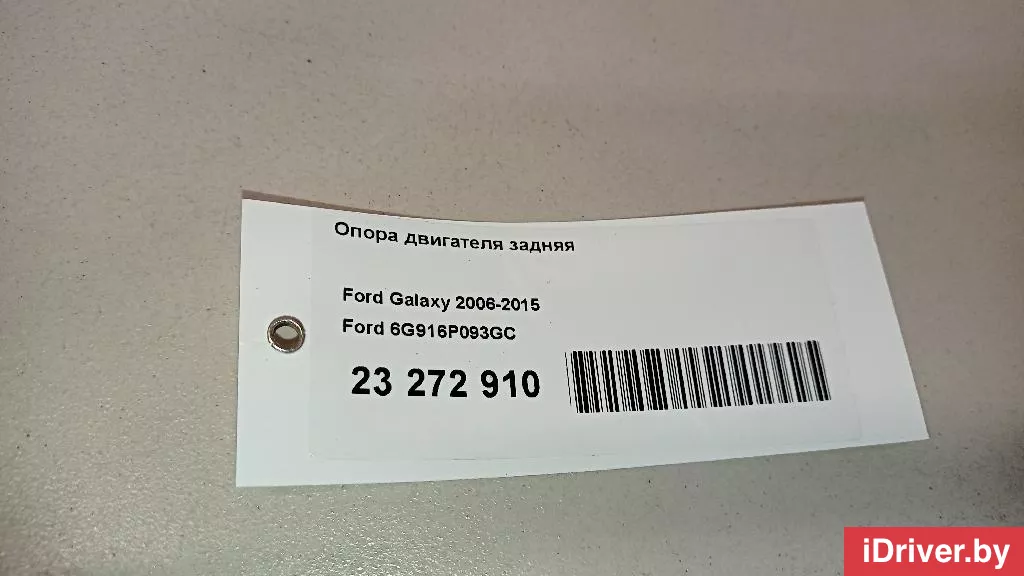 Опора двигателя задняя
Ford Galaxy 2006-2015
Ford 6G916P093GC
23 272 910
iDriver.by